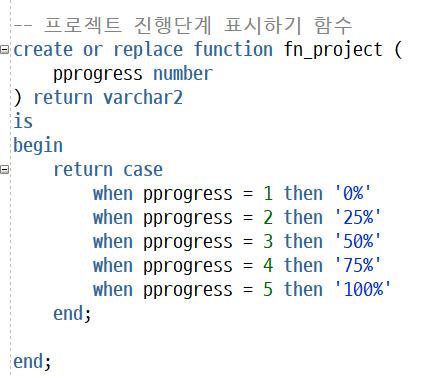 -- 프로젝트 진행단계 표시하기 함수
create or replace function fn_project (
    pprogress number
) return varchar2
is
begin
    return case
        when pprogress = 1 then '0%'
        when pprogress = 2 then '25%'
        when pprogress = 3 then '50%'
        when pprogress = 4 then '75%'
        when pprogress = 5 then '100%'
    end;
end;